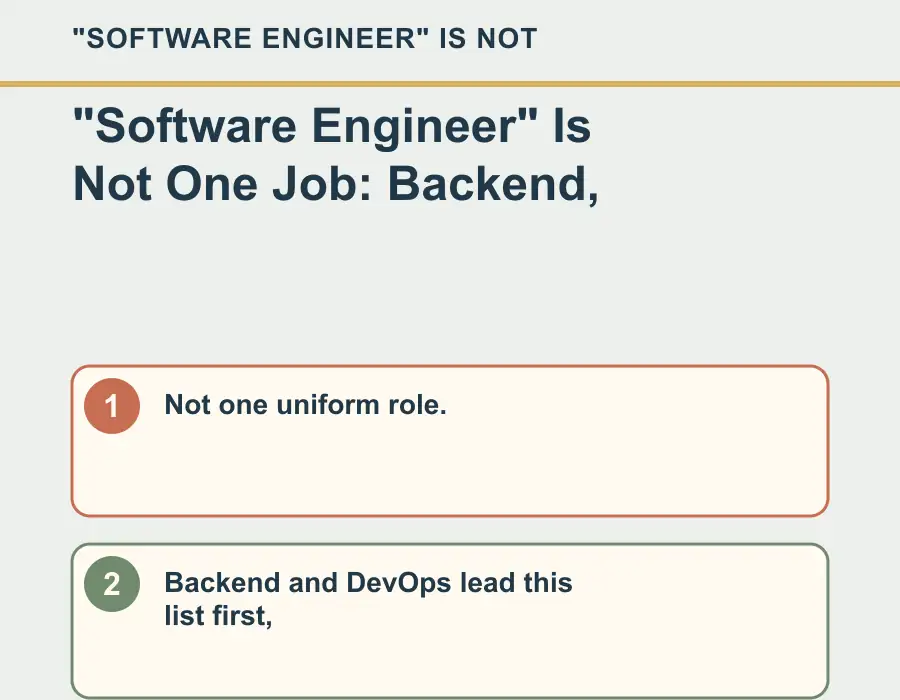 "SOFTWARE ENGINEER" IS NOT
"Software Engineer" Is
Not One Job: Backend,
1 Not one uniform role.
2 Backend and DevOps lead this
list first,